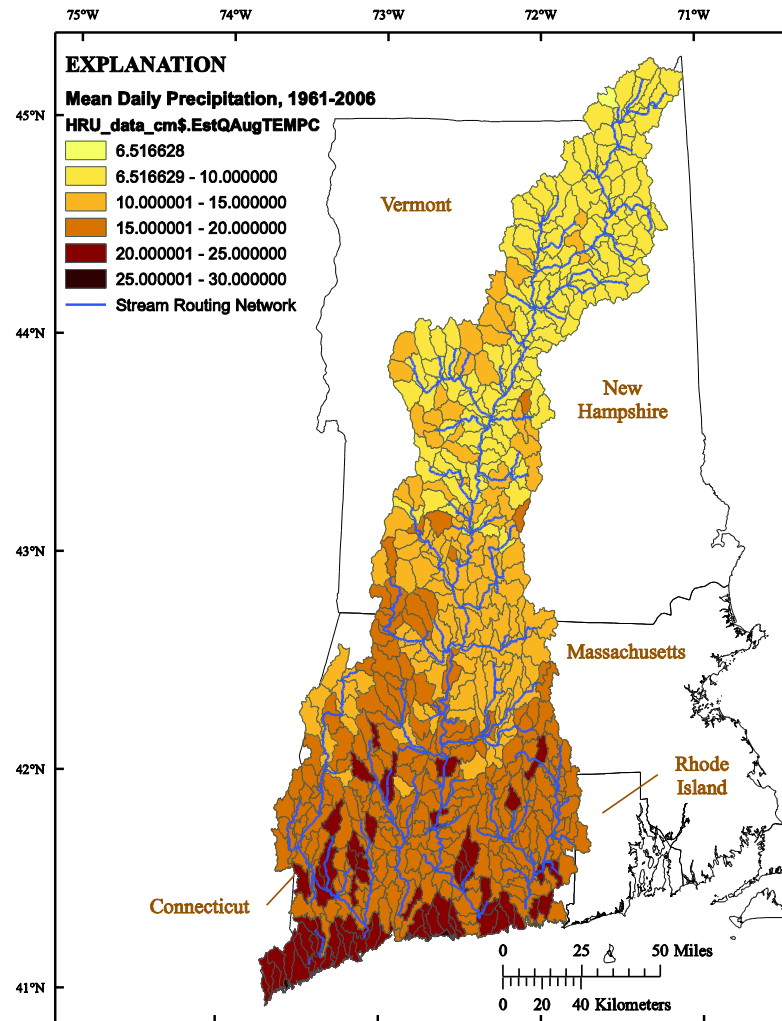 75°W 74°W 73°W 72°W 71°W
EXPLANATION
Mean Daily Precipitation, 1961-2006
HRU_data_cm$.EstQAugTEMPC
6.516628
6.516629 - 10.000000
10.000001 - 15.000000
15.000001 - 20.000000
20.000001 - 25.000000
25.000001 - 30.000000
Stream Routing Network
45°N
Vermont
44°N
New
Hampshire
43°N
Massachusetts
42°N
Rhode
Island
Connecticut
0 25 50 Miles
41°N
0 20 40 Kilometers